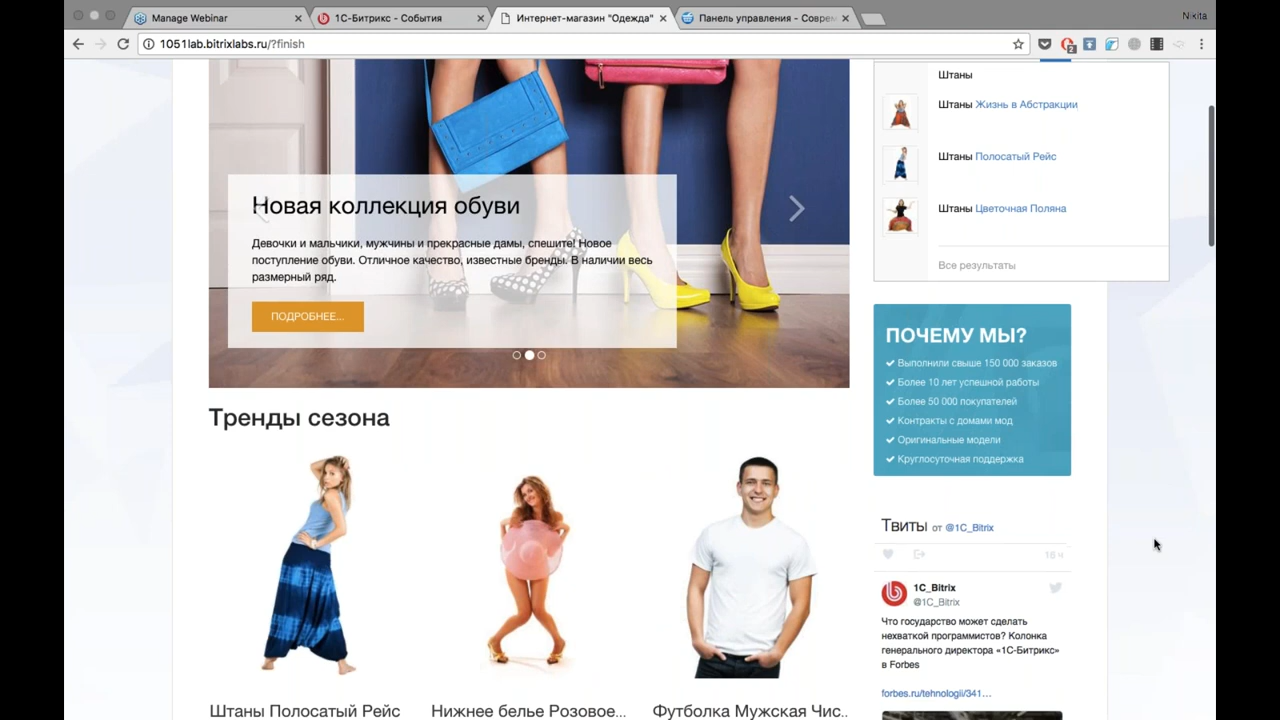 Manage Webinar
1С-Битрикс - События
Интернет-магазин "Одежда"
Панель управления - Соврем
Nikita
1051lab.bitrixlabs.ru/?finish
2
Новая коллекция обуви
Девочки и мальчики, мужчины и прекрасные дамы, спешите! Новое
поступление обуви. Отличное качество, известные бренды. В наличии весь
размерный ряд.
ПОДРОБНЕЕ...
Штаны
Штаны Жизнь в Абстракции
Штаны Полосатый Рейс
Штаны Цветочная Поляна
Все результаты
ПОЧЕМУ МЫ?
Выполнили свыше 150 000 заказов
Более 10 лет успешной работы
Более 50 000 покупателей
Контракты с домами мод
Оригинальные модели
Круглосуточная поддержка
Тренды сезона
Штаны Полосатый Рейс
Нижнее белье Розовое...
Футболка Мужская Чис..
Твиты от @1C_Bitrix
16 ч
1C_Bitrix
@1C_Bitrix
Что государство может сделать
нехваткой программистов? Колонка
генерального директора «1С-Битрикс»
в Forbes
forbes.ru/tehnologii/341…